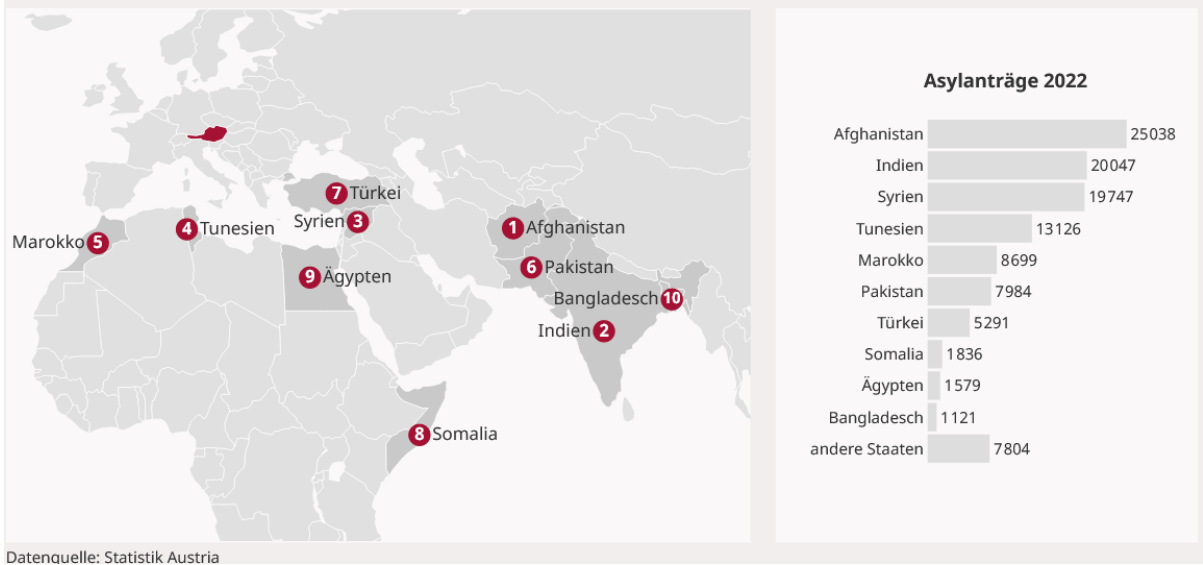 7 Türkei
Syrien 3
4 Tunesien
1 Afghanistan
Marokko 5
6 Pakistan
9 Ägypten
Bangladesch 10
Indien 2
8 Somalia
Datenquelle: Statistik Austria
Asylanträge 2022
Afghanistan 25038
Indien 20047
Syrien 19747
Tunesien 13126
Marokko 8699
Pakistan 7984
Türkei 5291
Somalia 1836
Ägypten 1579
Bangladesch 1121
andere Staaten 7804